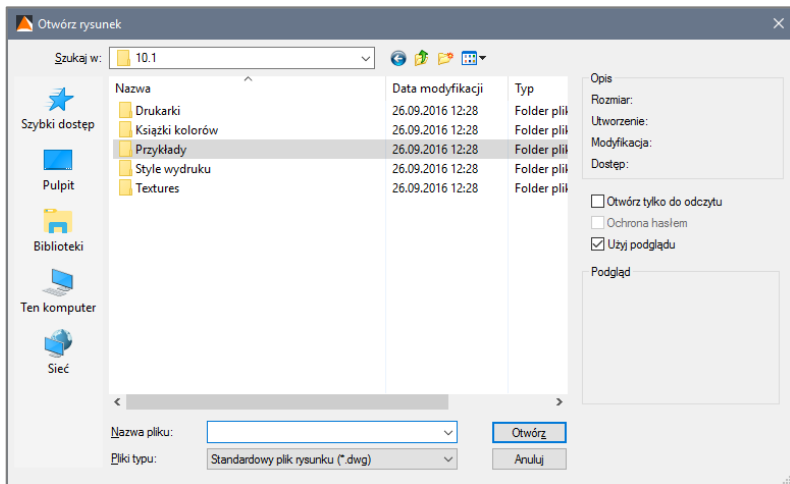 Otwórz rysunek
Szukaj w: 10.1
Szybki dostęp
Pulpit
Biblioteki
Ten komputer
Sieć
Nazwa Data modyfikacji Typ
Drukarki 26.09.2016 12:28 Folder plik
Książki kolorów 26.09.2016 12:28 Folder plik
Przykłady 26.09.2016 12:28 Folder plik
Style wydruku 26.09.2016 12:28 Folder plik
Textures 26.09.2016 12:28 Folder plik
Nazwa pliku: Otwórz
Pliki typu: Standardowy plik rysunku (*.dwg) Anuluj
Opis
Rozmiar:
Utworzenie:
Modyfikacja:
Dostęp:
Otwórz tylko do odczytu
Ochrona hasłem
Użyj podglądu
Podgląd